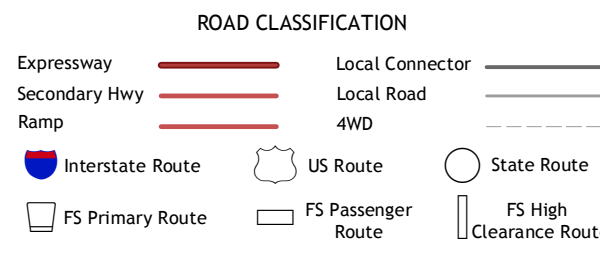 ROAD CLASSIFICATION
Expressway
Local Connector
Secondary Hwy
Local Road
Ramp
4WD
Interstate Route
US Route
State Route
FS Primary Route
FS Passenger
Route
FS High
Clearance Rout